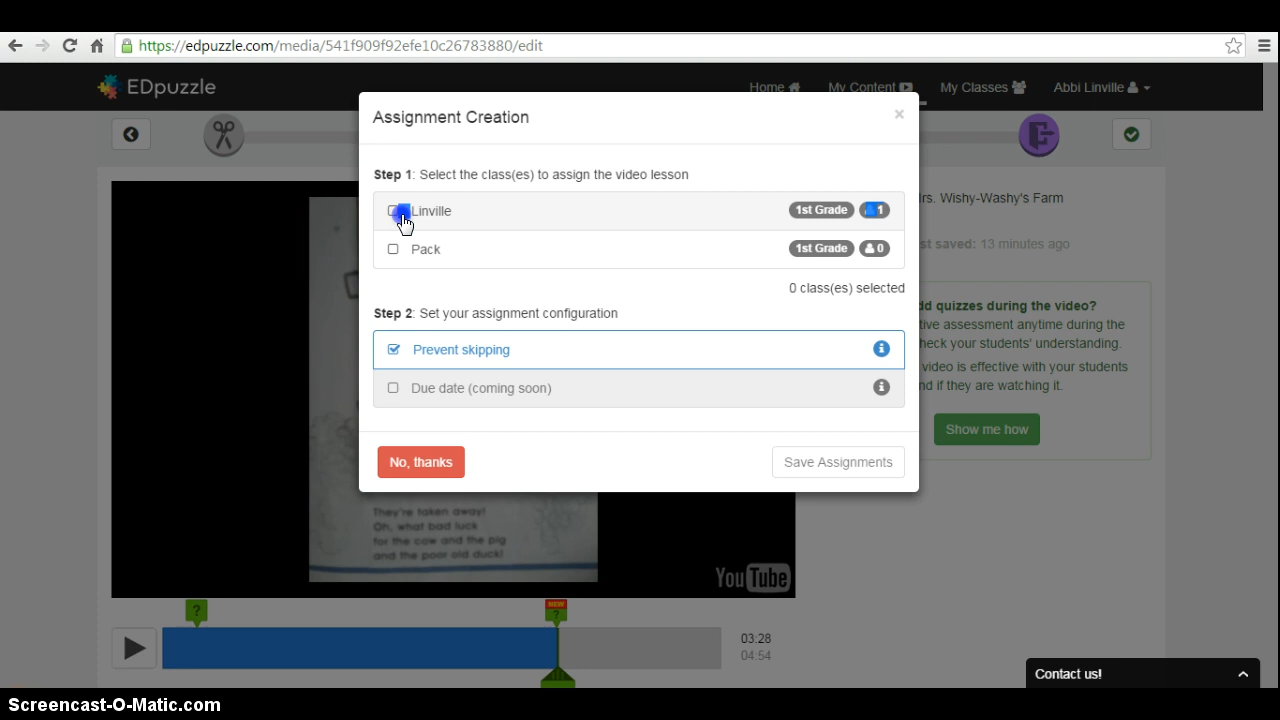 https://edpuzzle.com/media/541f909f92efe10c26783880/edit
EDpuzzle
Home
My Content
My Classes
Abbi Linville
Assignment Creation
×
Step 1: Select the class(es) to assign the video lesson
Linville
1st Grade
1
Pack
1st Grade
0
0 class(es) selected
Step 2: Set your assignment configuration
Prevent skipping
Due date (coming soon)
No, thanks
Save Assignments
rs. Wishy-Washy's Farm
st saved: 13 minutes ago
dd quizzes during the video?
tive assessment anytime during the
heck your students' understanding.
video is effective with your students
nd if they are watching it.
Show me how
They're taken away!
Oh, what bad luck
for the cow and the pig
and the poor old duck!
YouTube
?
NEW
?
03:28
04:54
Contact us!
Screencast-O-Matic.com